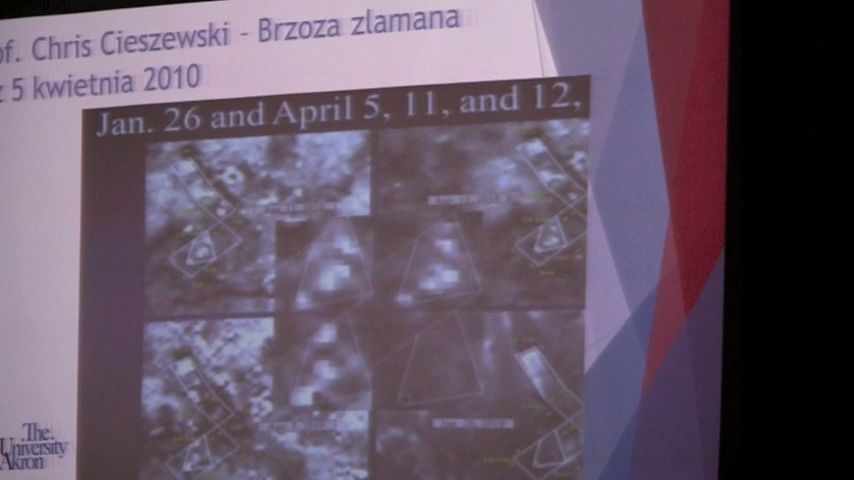 of. Chris Cieszewski - Brzoza zlamana
z 5 kwietnia 2010
Jan. 26 and April 5, 11, and 12,
The
University
Akron